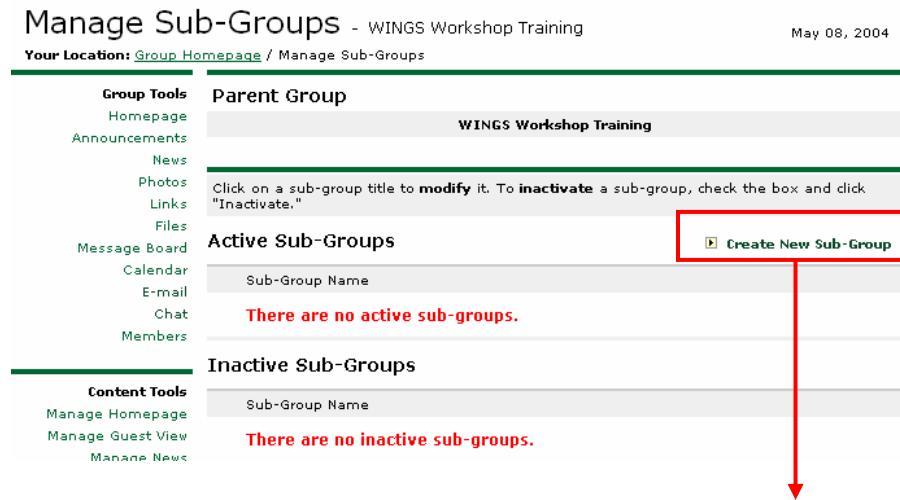 Manage Sub-Groups - WINGS Workshop Training
May 08, 2004
Your Location: Group Homepage / Manage Sub-Groups
Group Tools
Homepage
Announcements
News
Photos
Links
Files
Message Board
Calendar
E-mail
Chat
Members
Content Tools
Manage Homepage
Manage Guest View
Manage News
Parent Group
WINGS Workshop Training
Click on a sub-group title to modify it. To inactivate a sub-group, check the box and click
"Inactivate."
Active Sub-Groups
Create New Sub-Group
Sub-Group Name
There are no active sub-groups.
Inactive Sub-Groups
Sub-Group Name
There are no inactive sub-groups.